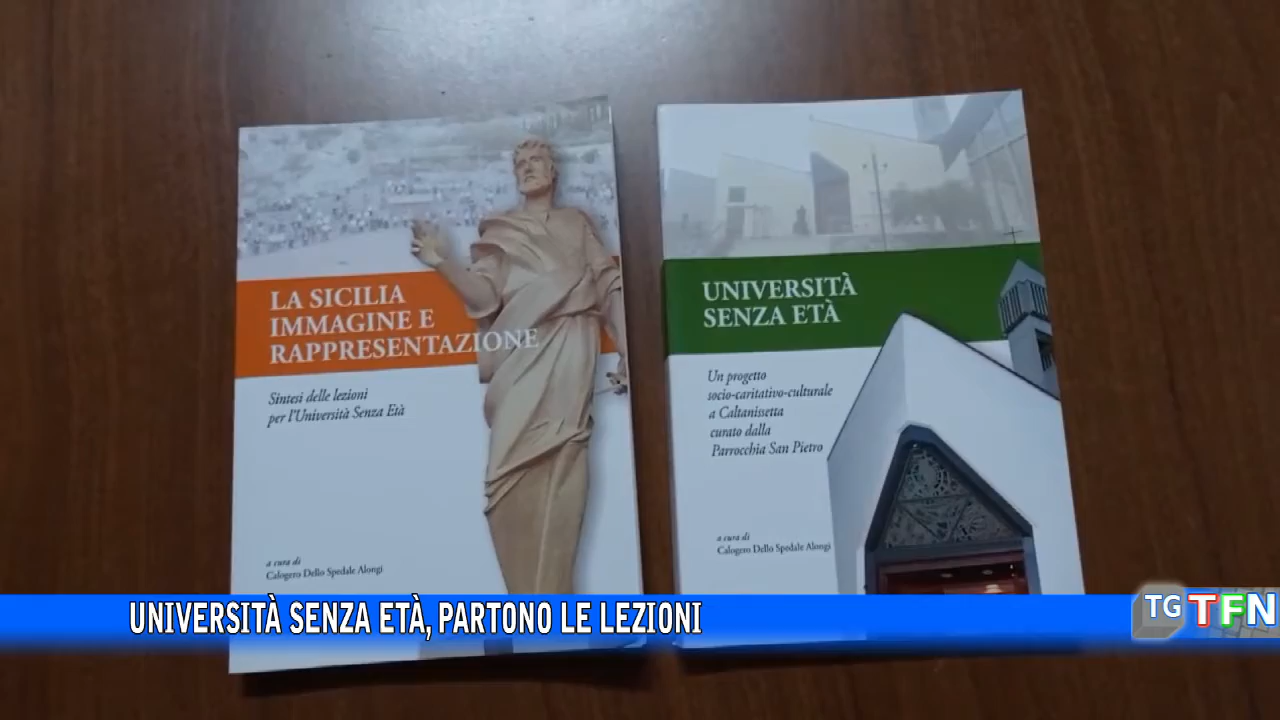 LA SICILIA
IMMAGINE E
RAPPRESENTAZIONE
Sintesi delle lezioni
per l'Università Senza Età
a cura di
Calogero Dello Spedale Alongi
UNIVERSITÀ
SENZA ETÀ
Un progetto
socio-caritativo-culturale
a Caltanissetta
curato dalla
Parrocchia San Pietro
a cura di
Calogero Dello Spedale Alongi
UNIVERSITÀ SENZA ETÀ, PARTONO LE LEZIONI
TG TFN